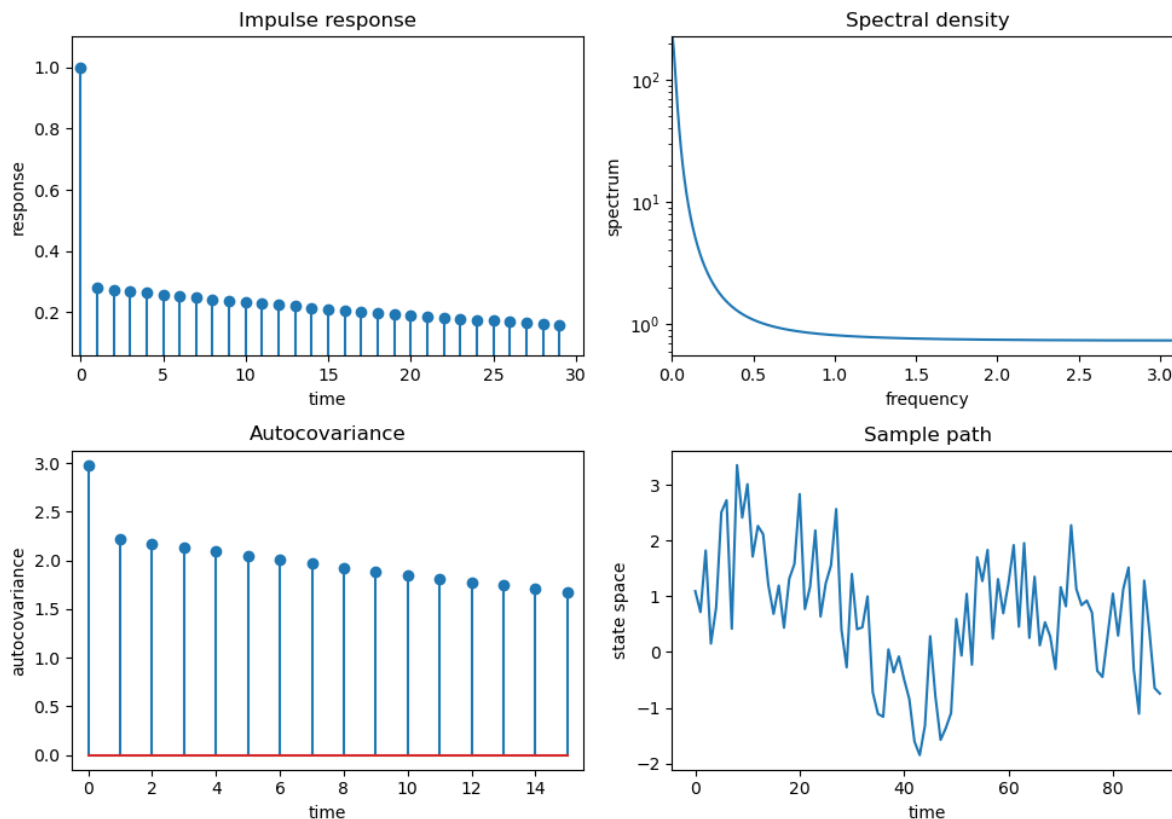 Impulse response
1.0
0.8
0.6
0.4
0.2
response
0 5 10 15 20 25 30
time
Spectral density
10²
10¹
10⁰
spectrum
0.0 0.5 1.0 1.5 2.0 2.5 3.0
frequency
Autocovariance
3.0
2.5
2.0
1.5
1.0
0.5
0.0
autocovariance
0 2 4 6 8 10 12 14
time
Sample path
3
2
1
0
−1
−2
state space
0 20 40 60 80
time